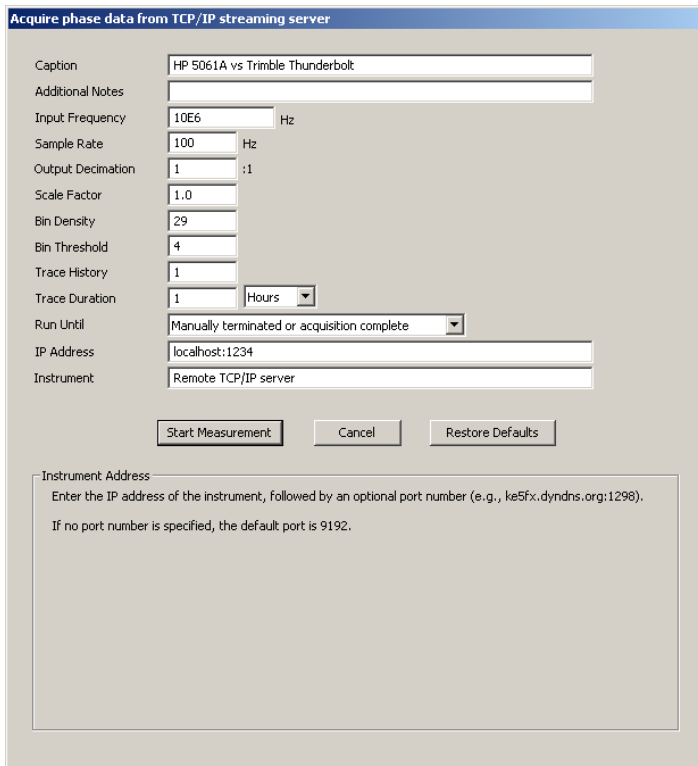 Acquire phase data from TCP/IP streaming server
Caption HP 5061A vs Trimble Thunderbolt
Additional Notes
Input Frequency 10E6 Hz
Sample Rate 100 Hz
Output Decimation 1 :1
Scale Factor 1.0
Bin Density 29
Bin Threshold 4
Trace History 1
Trace Duration 1 Hours
Run Until Manually terminated or acquisition complete
IP Address localhost:1234
Instrument Remote TCP/IP server
Start Measurement Cancel Restore Defaults
Instrument Address
Enter the IP address of the instrument, followed by an optional port number (e.g., ke5fx.dyndns.org:1298).
If no port number is specified, the default port is 9192.